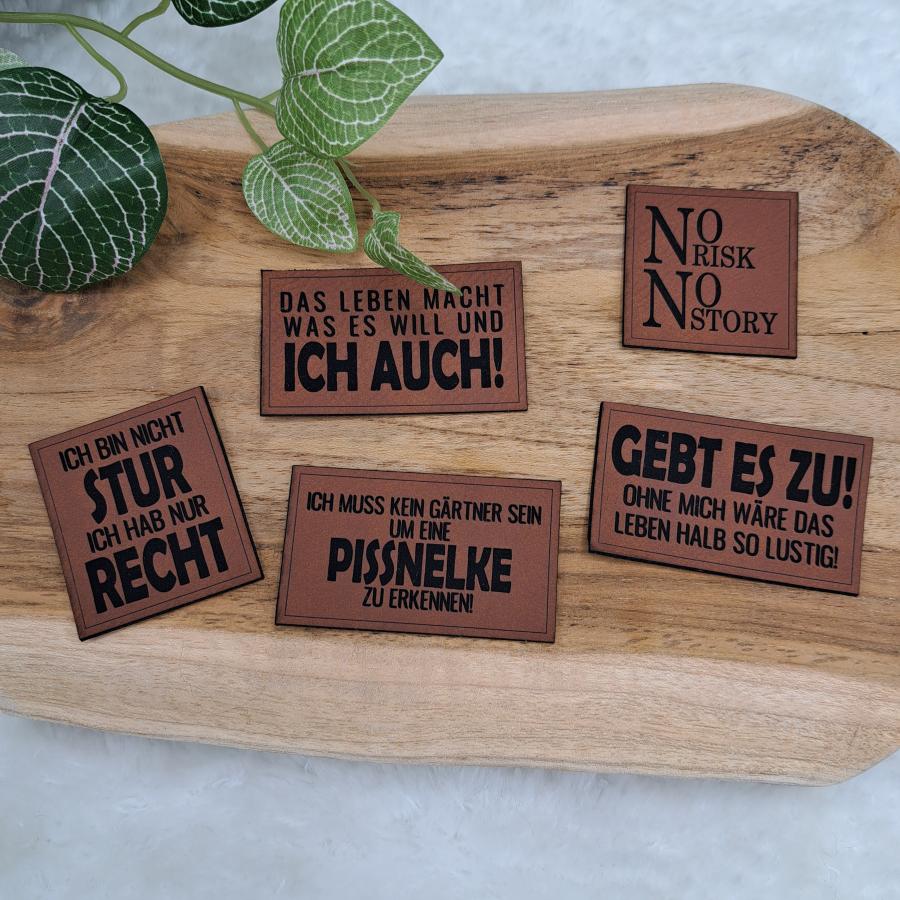 NO
RISK
NO
STORY
DAS LEBEN MACHT
WAS ES WILL UND
ICH AUCH!
ICH BIN NICHT
STUR
ICH HAB NUR
RECHT
ICH MUSS KEIN GÄRTNER SEIN
UM EINE
PISSNELKE
ZU ERKENNEN!
GEBT ES ZU!
OHNE MICH WÄRE DAS
LEBEN HALB SO LUSTIG!